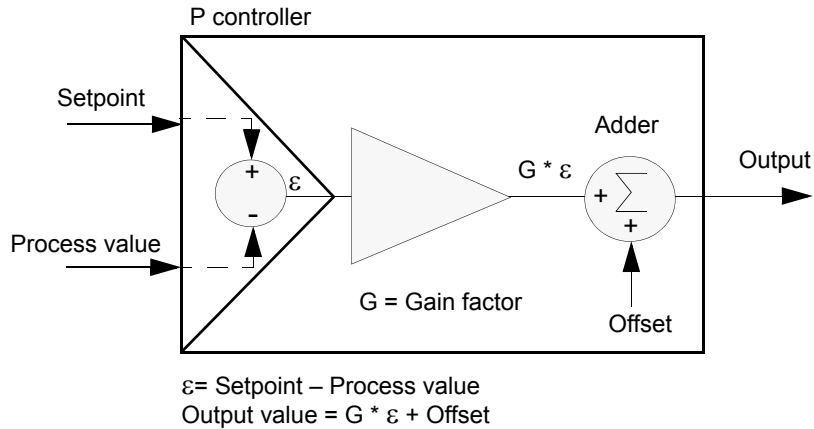 P controller
Setpoint
Adder
Output
+
ε
G * ε
+
Σ
-
+
Process value
G = Gain factor
Offset
ε= Setpoint – Process value
Output value = G * ε + Offset